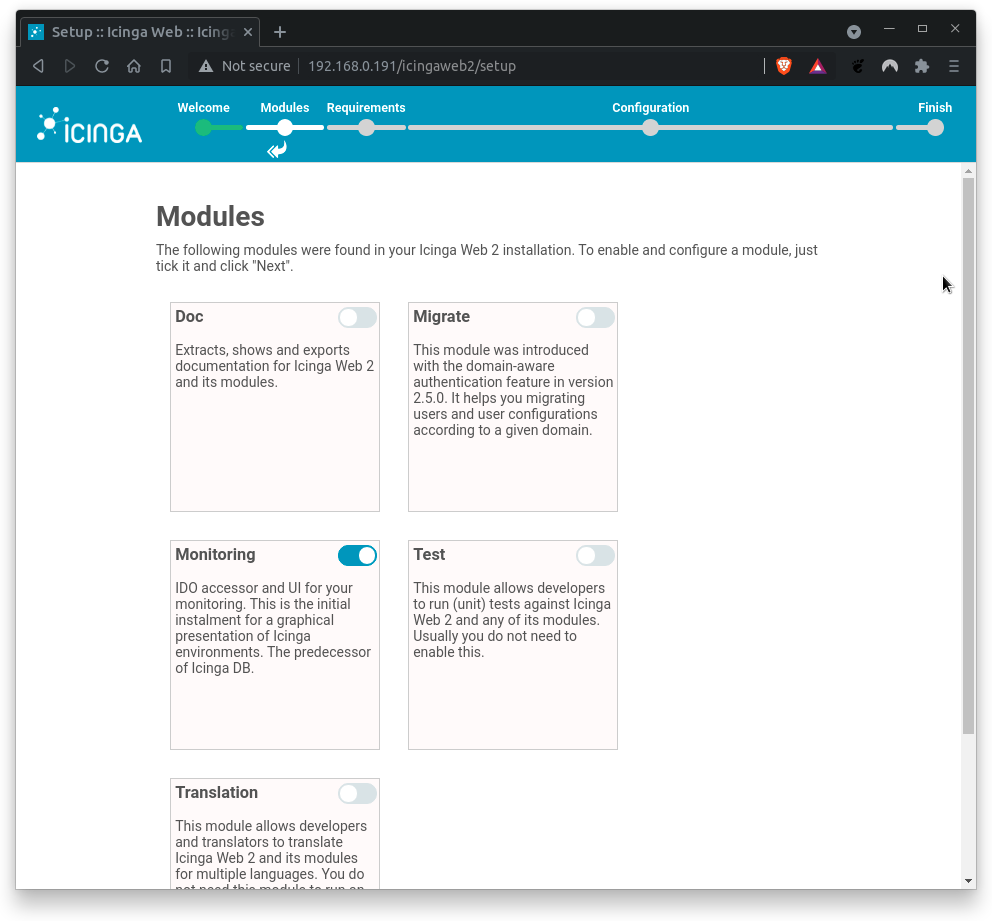 Setup :: Icinga Web :: Icing
Not secure
192.168.0.191/icingaweb2/setup
ICINGA
Welcome
Modules
Requirements
Configuration
Finish
Modules
The following modules were found in your Icinga Web 2 installation. To enable and configure a module, just
tick it and click "Next".
Doc
Extracts, shows and exports
documentation for Icinga Web 2
and its modules.
Migrate
This module was introduced
with the domain-aware
authentication feature in version
2.5.0. It helps you migrating
users and user configurations
according to a given domain.
Monitoring
IDO accessor and UI for your
monitoring. This is the initial
instalment for a graphical
presentation of Icinga
environments. The predecessor
of Icinga DB.
Test
This module allows developers
to run (unit) tests against Icinga
Web 2 and any of its modules.
Usually you do not need to
enable this.
Translation
This module allows developers
and translators to translate
Icinga Web 2 and its modules
for multiple languages. You do
not need this module to run an